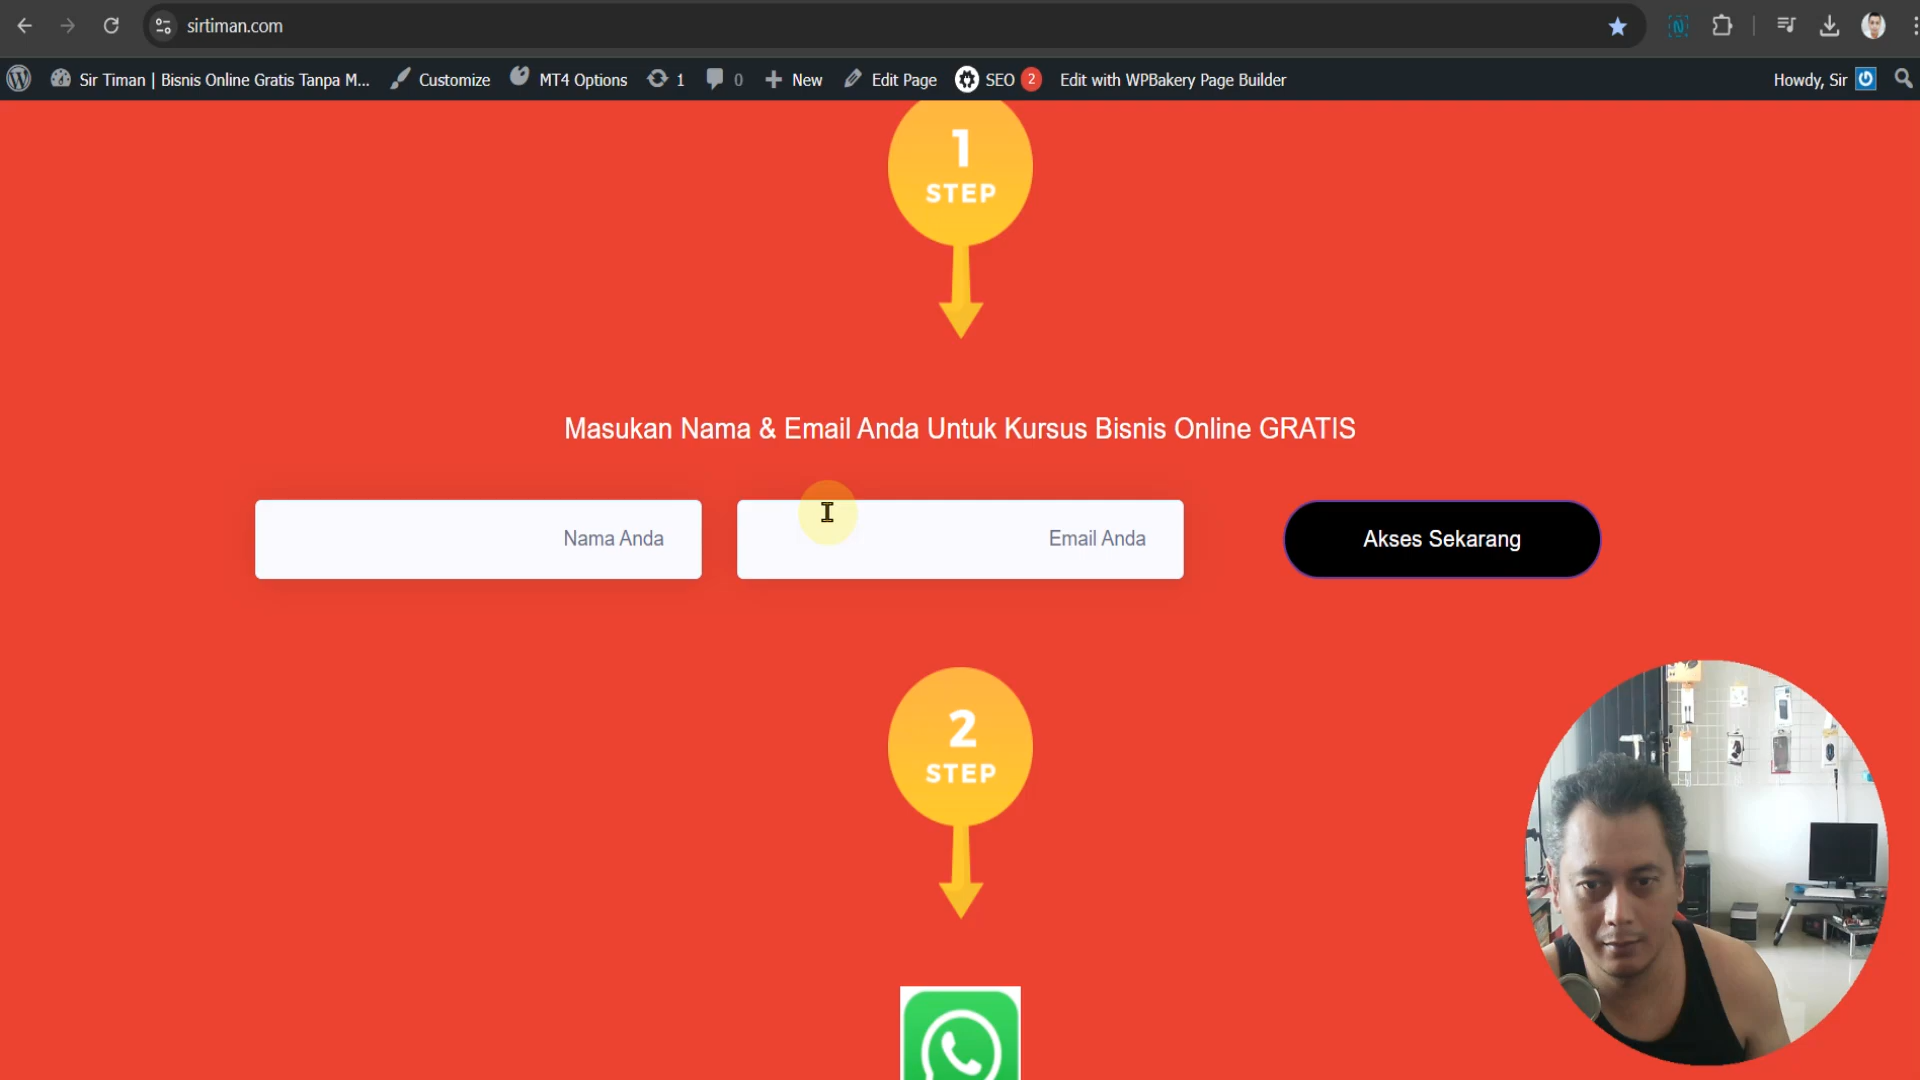 sirtiman.com
Sir Timan | Bisnis Online Gratis Tanpa M... Customize MT4 Options 1 0 New Edit Page SEO 2 Edit with WPBakery Page Builder Howdy, Sir
1
STEP
Masukan Nama & Email Anda Untuk Kursus Bisnis Online GRATIS
Nama Anda Email Anda Akses Sekarang
2
STEP